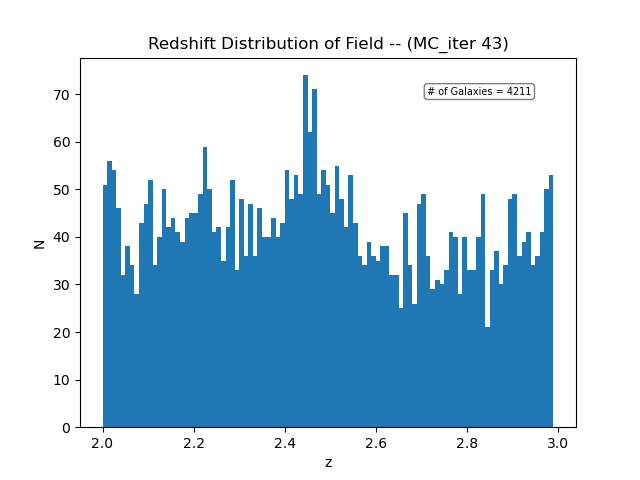 Redshift Distribution of Field -- (MC_iter 43)
# of Galaxies = 4211
70
60
50
40
30
20
10
0
N
2.0 2.2 2.4 2.6 2.8 3.0
z